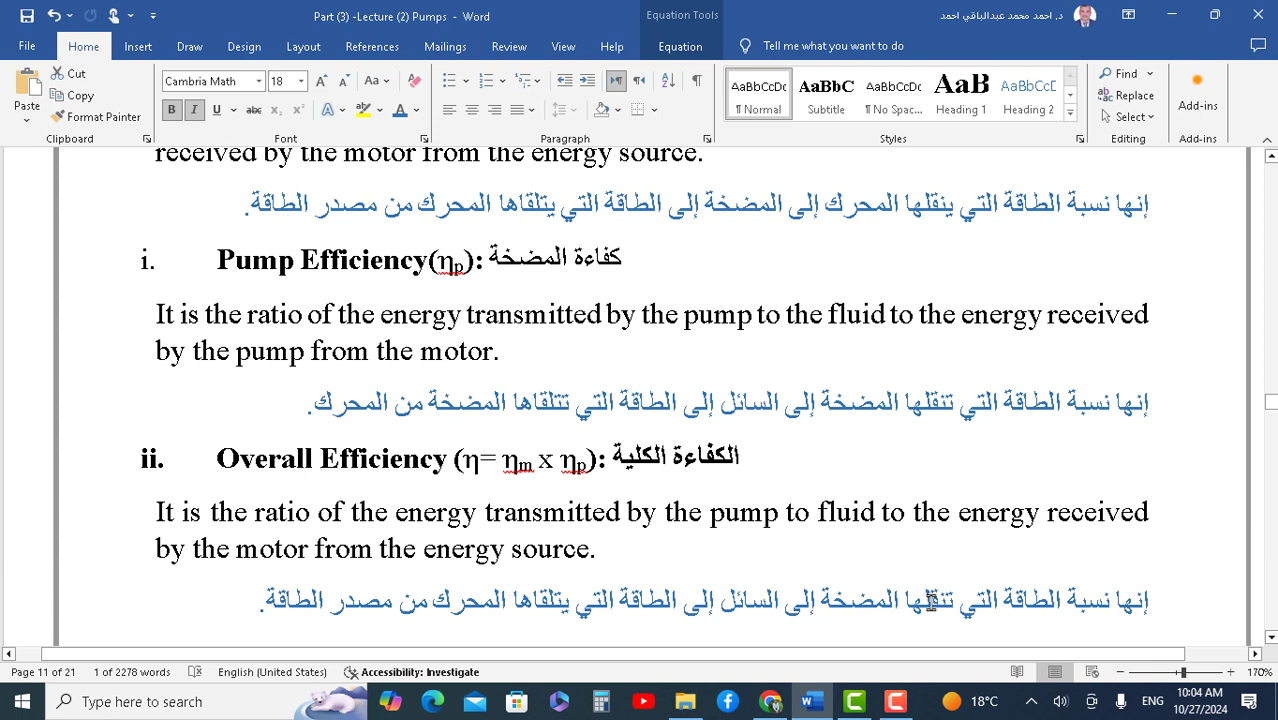 Part (3) -Lecture (2) Pumps - Word
Equation Tools
د. احمد محمد عبدالباقي احمد
File Home Insert Draw Design Layout References Mailings Review View Help Equation Tell me what you want to do
Paste
Cut
Copy
Format Painter
Clipboard
Cambria Math 18
Font
Paragraph
AaBbCcDc ¶ Normal
AaBbC Subtitle
AaBbCcDc ¶ No Spac...
AaB Heading 1
AaBbCcD Heading 2
Styles
Find
Replace
Select
Editing
Add-ins
Add-ins
received by the motor from the energy source.
إنها نسبة الطاقة التي ينقلها المحرك إلى المضخة إلى الطاقة التي يتلقاها المحرك من مصدر الطاقة.
i. Pump Efficiency(ηp): كفاءة المضخة
It is the ratio of the energy transmitted by the pump to the fluid to the energy received
by the pump from the motor.
إنها نسبة الطاقة التي تنقلها المضخة إلى السائل إلى الطاقة التي تتلقاها المضخة من المحرك.
ii. Overall Efficiency (η= ηm x ηp): الكفاءة الكلية
It is the ratio of the energy transmitted by the pump to fluid to the energy received
by the motor from the energy source.
إنها نسبة الطاقة التي تنقلها المضخة إلى السائل إلى الطاقة التي يتلقاها المحرك من مصدر الطاقة.
Page 11 of 21 1 of 2278 words English (United States) Accessibility: Investigate 170%
Type here to search
18°C
ENG
10:04 AM
10/27/2024